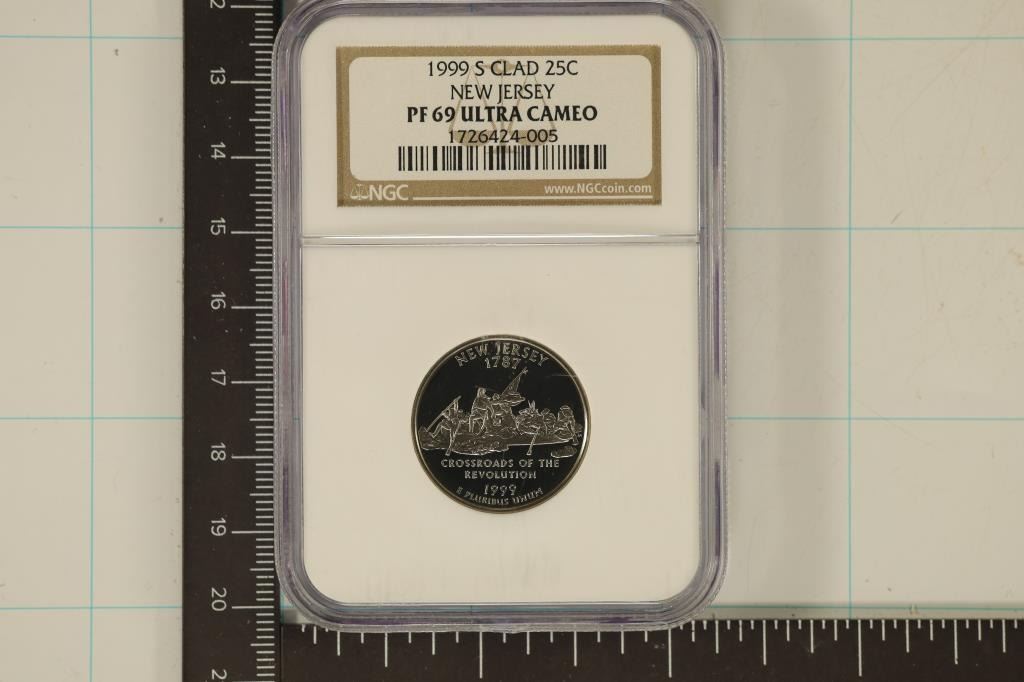 1999 S CLAD 25C
NEW JERSEY
PF 69 ULTRA CAMEO
1726424-005
NGC
www.NGCcoin.com
NEW JERSEY
1787
CROSSROADS OF THE
REVOLUTION
1999
E PLURIBUS UNUM
13
14
15
16
17
18
19
20